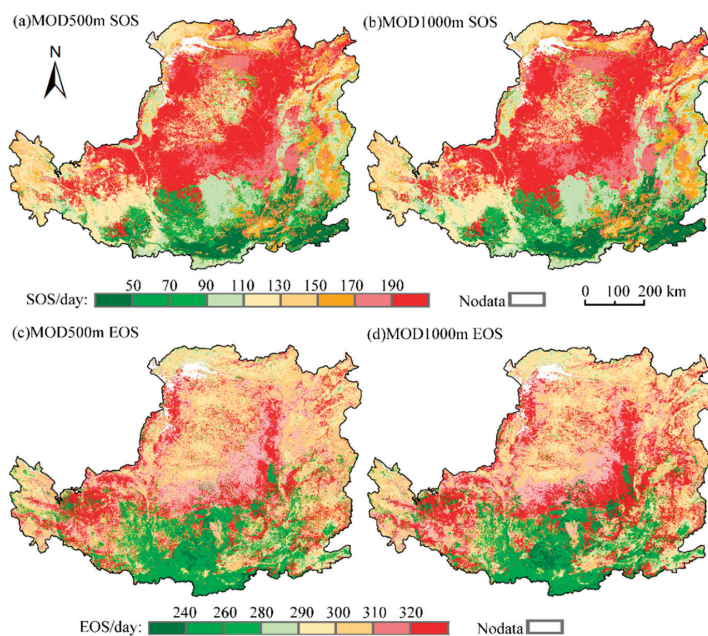 (a)MOD500m SOS
(b)MOD1000m SOS
N
50 70 90 110 130 150 170 190
SOS/day:
Nodata
0 100 200 km
(c)MOD500m EOS
(d)MOD1000m EOS
240 260 280 290 300 310 320
EOS/day:
Nodata